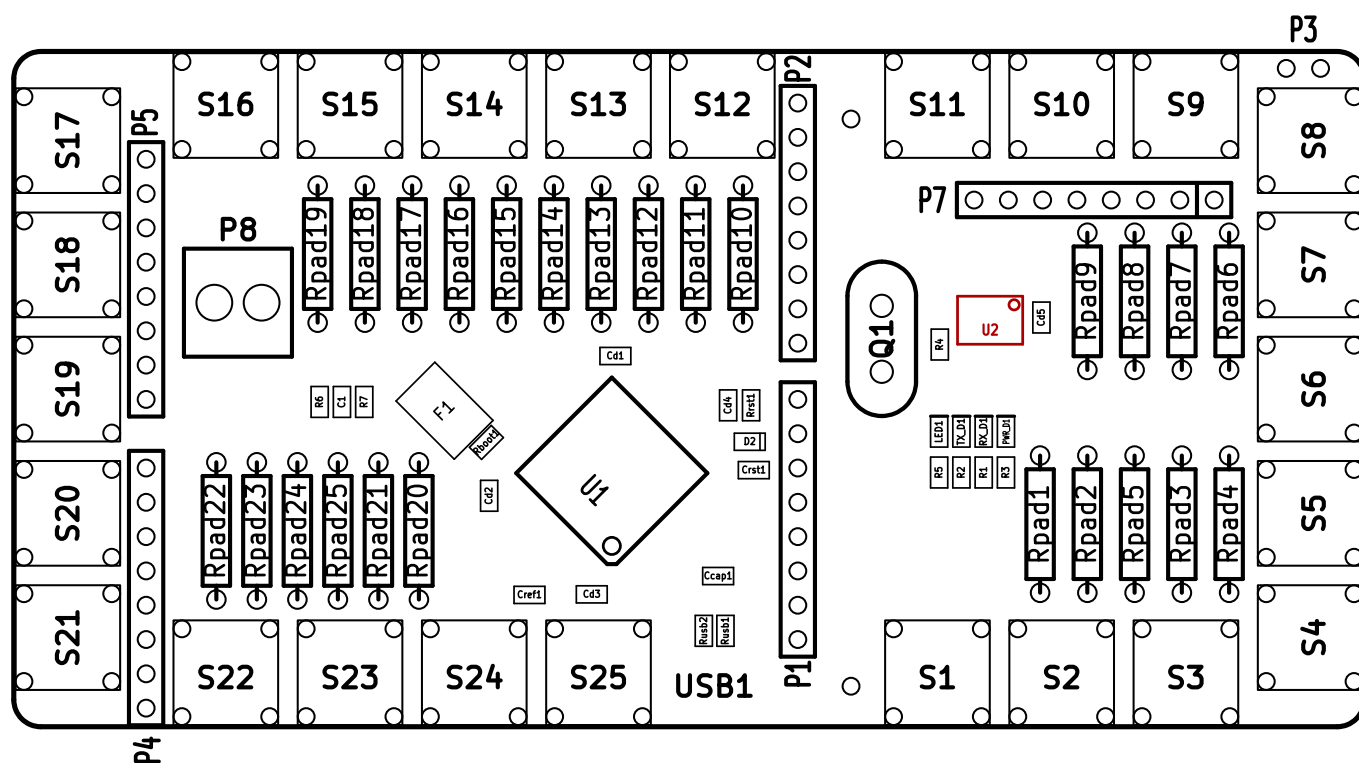 P3
P2
S16
S15
S14
S13
S12
S11
S10
S9
S17
P5
S8
P7
Rpad19
Rpad18
Rpad17
Rpad16
Rpad15
Rpad14
Rpad13
Rpad12
Rpad11
Rpad10
P8
S18
S7
Rpad9
Rpad8
Rpad7
Rpad6
Q1
U2
Cd5
R4
Cd1
S19
S6
R6
C1
R7
F1
Rboot1
Cd4
Rrst1
D2
Crst1
LED1
TX_D1
RX_D1
PWR_D1
R5
R2
R1
R3
Cd2
U1
S20
S5
Rpad22
Rpad23
Rpad24
Rpad25
Rpad21
Rpad20
Rpad1
Rpad2
Rpad5
Rpad3
Rpad4
Ccap1
Cref1
Cd3
Rusb2
Rusb1
S21
S4
S22
S23
S24
S25
USB1
P1
S1
S2
S3
P4